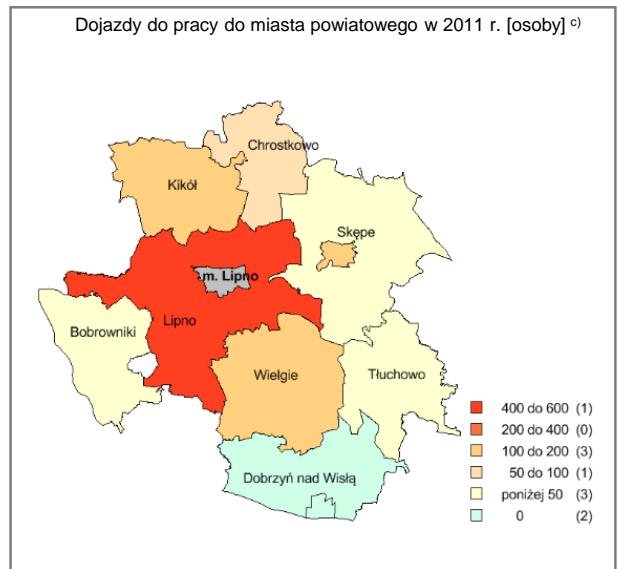 Dojazdy do pracy do miasta powiatowego w 2011 r. [osoby] c)
Chrostkowo
Kikół
Skępe
m. Lipno
Lipno
Bobrowniki
Wielgie
Tłuchowo
Dobrzyń nad Wisłą
400 do 600 (1)
200 do 400 (0)
100 do 200 (3)
50 do 100 (1)
poniżej 50 (3)
0 (2)